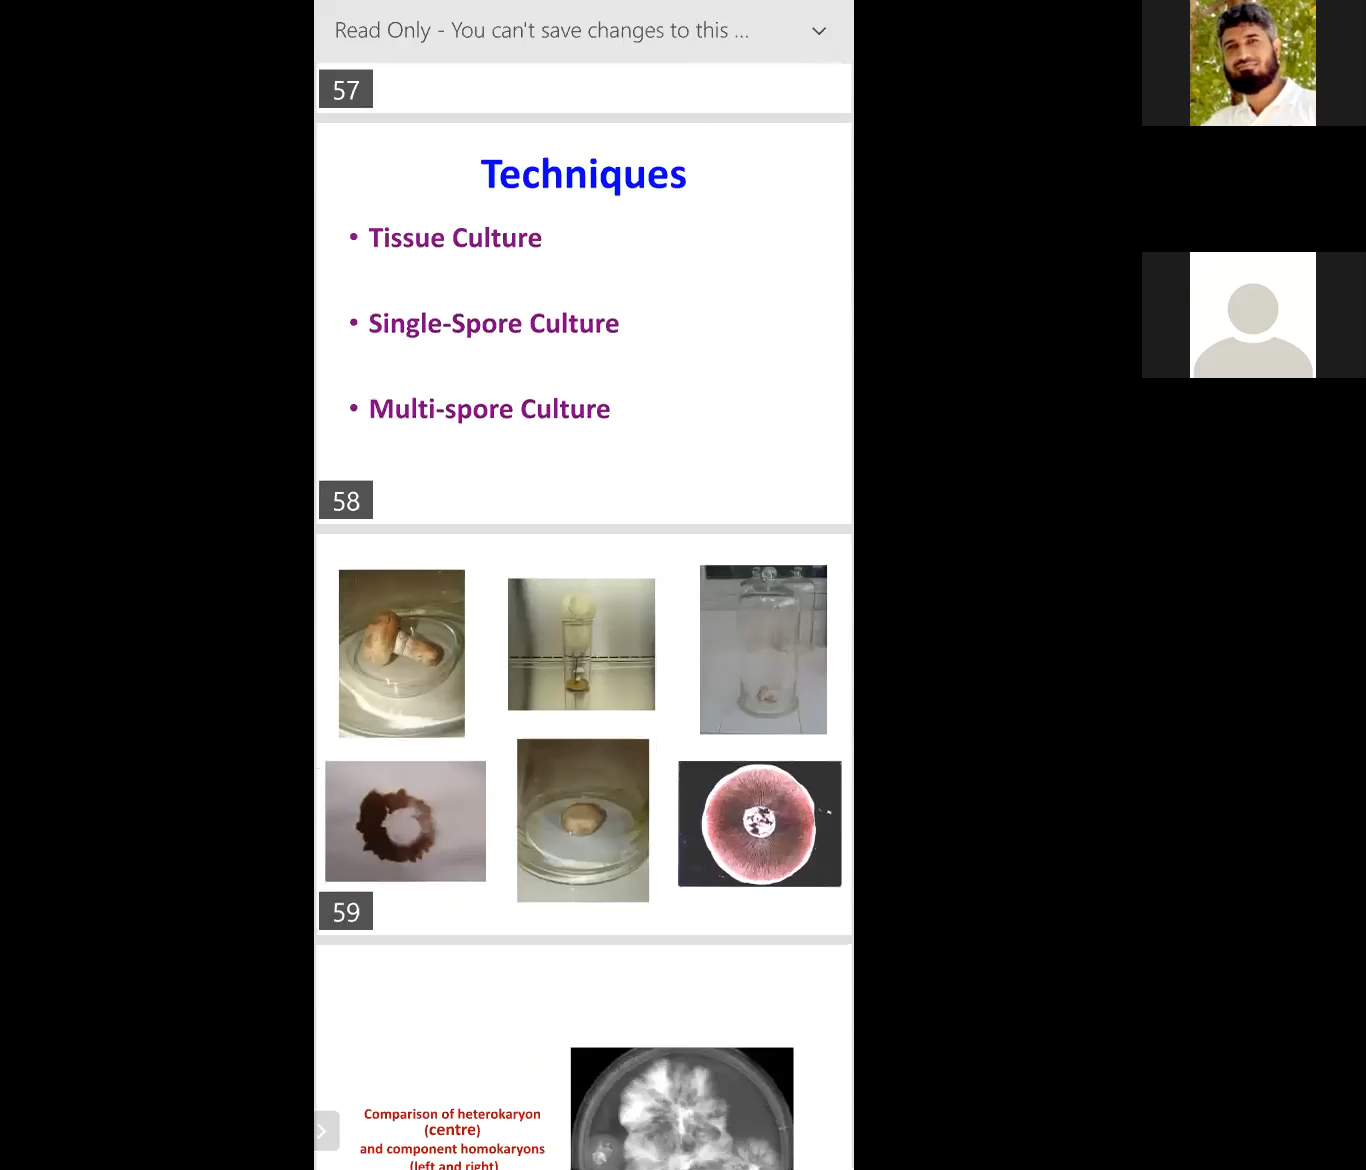 Read Only - You can't save changes to this ...
57
Techniques
• Tissue Culture
• Single-Spore Culture
• Multi-spore Culture
58
59
Comparison of heterokaryon
(centre)
and component homokaryons
(left and right)